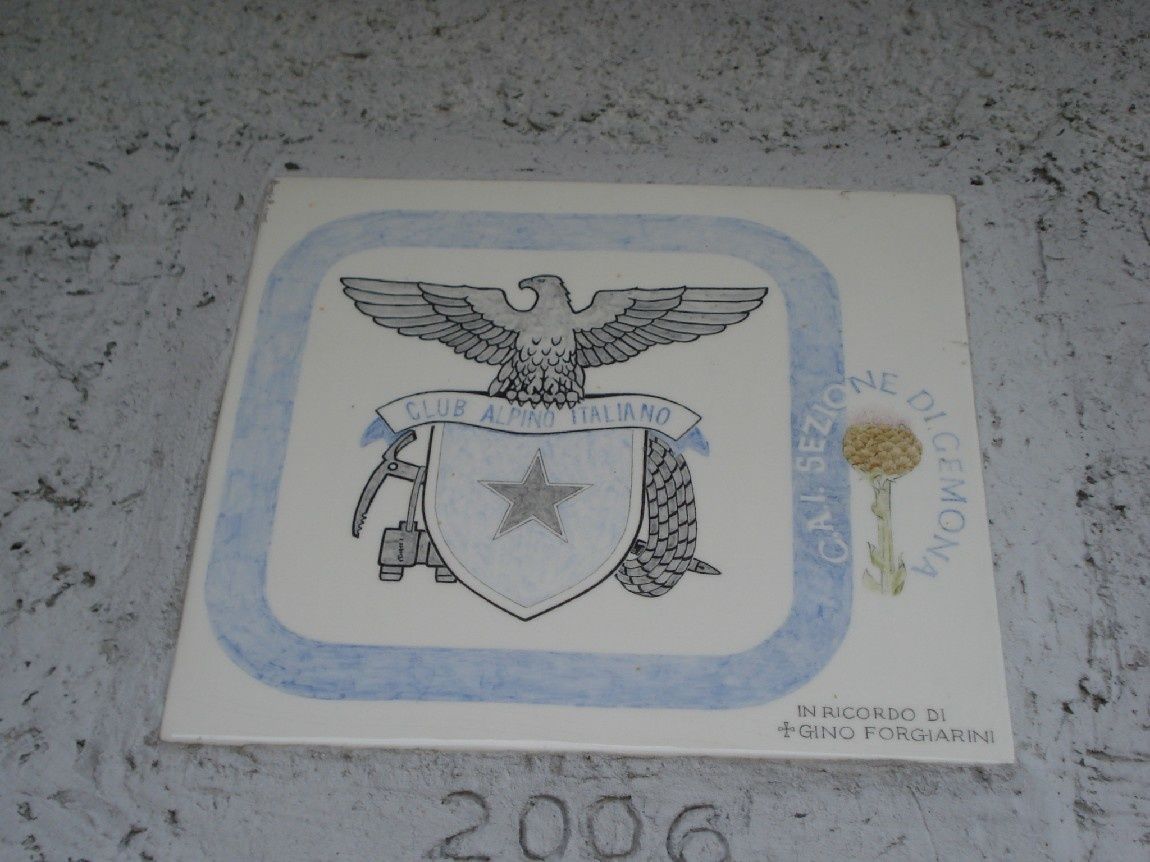 CLUB ALPINO ITALIANO
C.A.I. SEZIONE DI GEMONA
IN RICORDO DI
✢ GINO FORGIARINI
2006